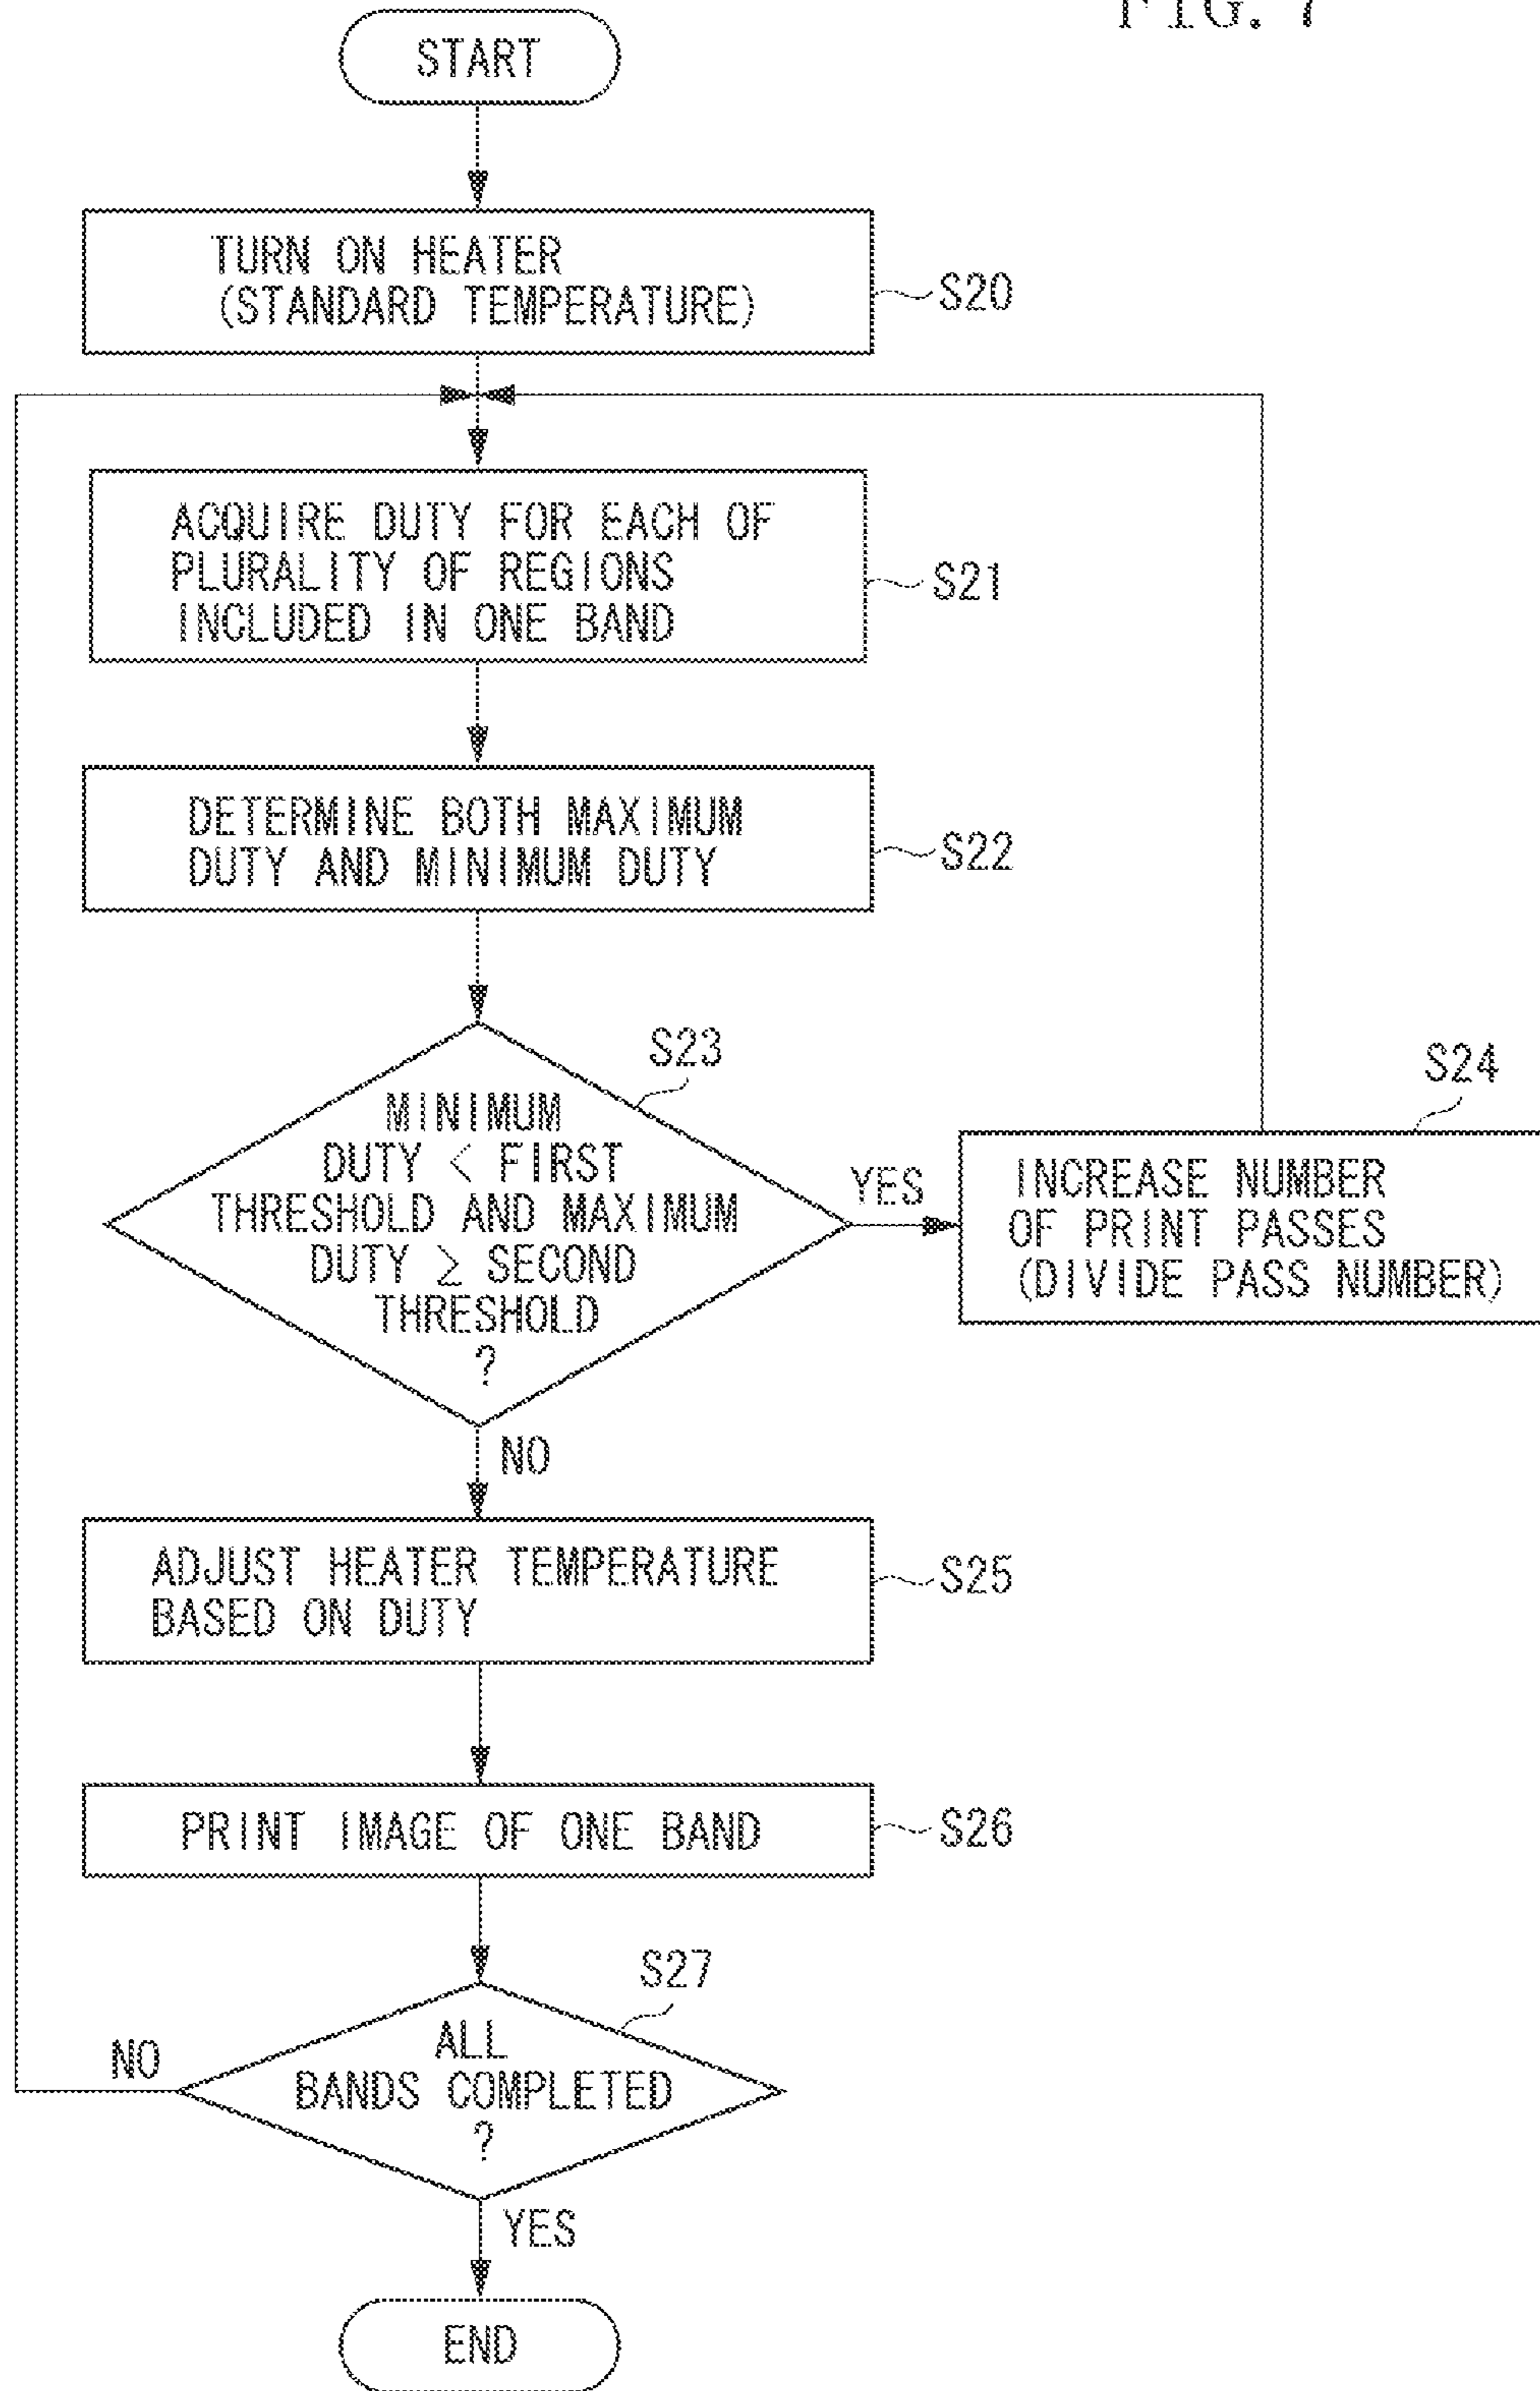 FIG. 7
START
TURN ON HEATER
(STANDARD TEMPERATURE)
S20
ACQUIRE DUTY FOR EACH OF
PLURALITY OF REGIONS
INCLUDED IN ONE BAND
S21
DETERMINE BOTH MAXIMUM
DUTY AND MINIMUM DUTY
S22
S23
MINIMUM
DUTY < FIRST
THRESHOLD AND MAXIMUM
DUTY ≥ SECOND
THRESHOLD
?
YES
S24
INCREASE NUMBER
OF PRINT PASSES
(DIVIDE PASS NUMBER)
NO
ADJUST HEATER TEMPERATURE
BASED ON DUTY
S25
PRINT IMAGE OF ONE BAND
S26
S27
ALL
BANDS COMPLETED
?
NO
YES
END